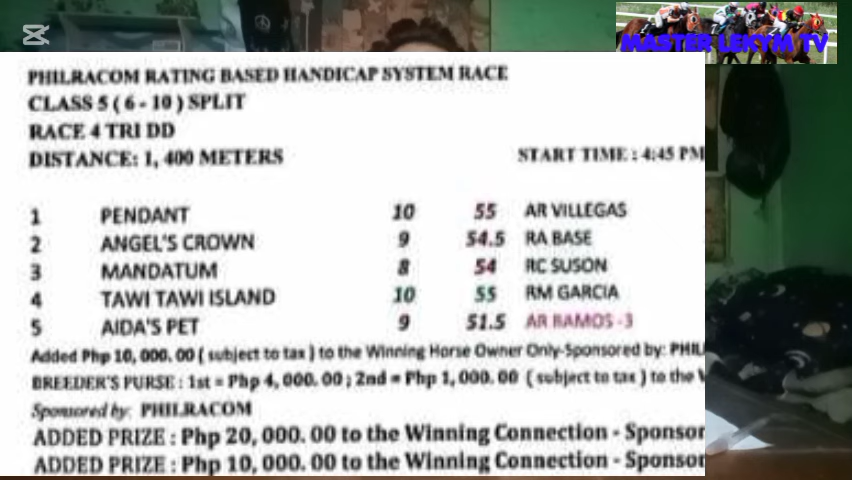 MASTER LEKYM TV
PHILRACOM RATING BASED HANDICAP SYSTEM RACE
CLASS 5 ( 6 - 10 ) SPLIT
RACE 4 TRI DD
DISTANCE: 1, 400 METERS START TIME : 4:45 PM
1 PENDANT 10 55 AR VILLEGAS
2 ANGEL'S CROWN 9 54.5 RA BASE
3 MANDATUM 8 54 RC SUSON
4 TAWI TAWI ISLAND 10 55 RM GARCIA
5 AIDA'S PET 9 51.5 AR RAMOS -3
Added Php 10, 000. 00 ( subject to tax ) to the Winning Horse Owner Only-Sponsored by: PHIL
BREEDER'S PURSE : 1st = Php 4, 000. 00 ; 2nd = Php 1, 000. 00 ( subject to tax ) to the
Sponsored by: PHILRACOM
ADDED PRIZE : Php 20, 000. 00 to the Winning Connection - Sponsor
ADDED PRIZE : Php 10, 000. 00 to the Winning Connection - Sponsor